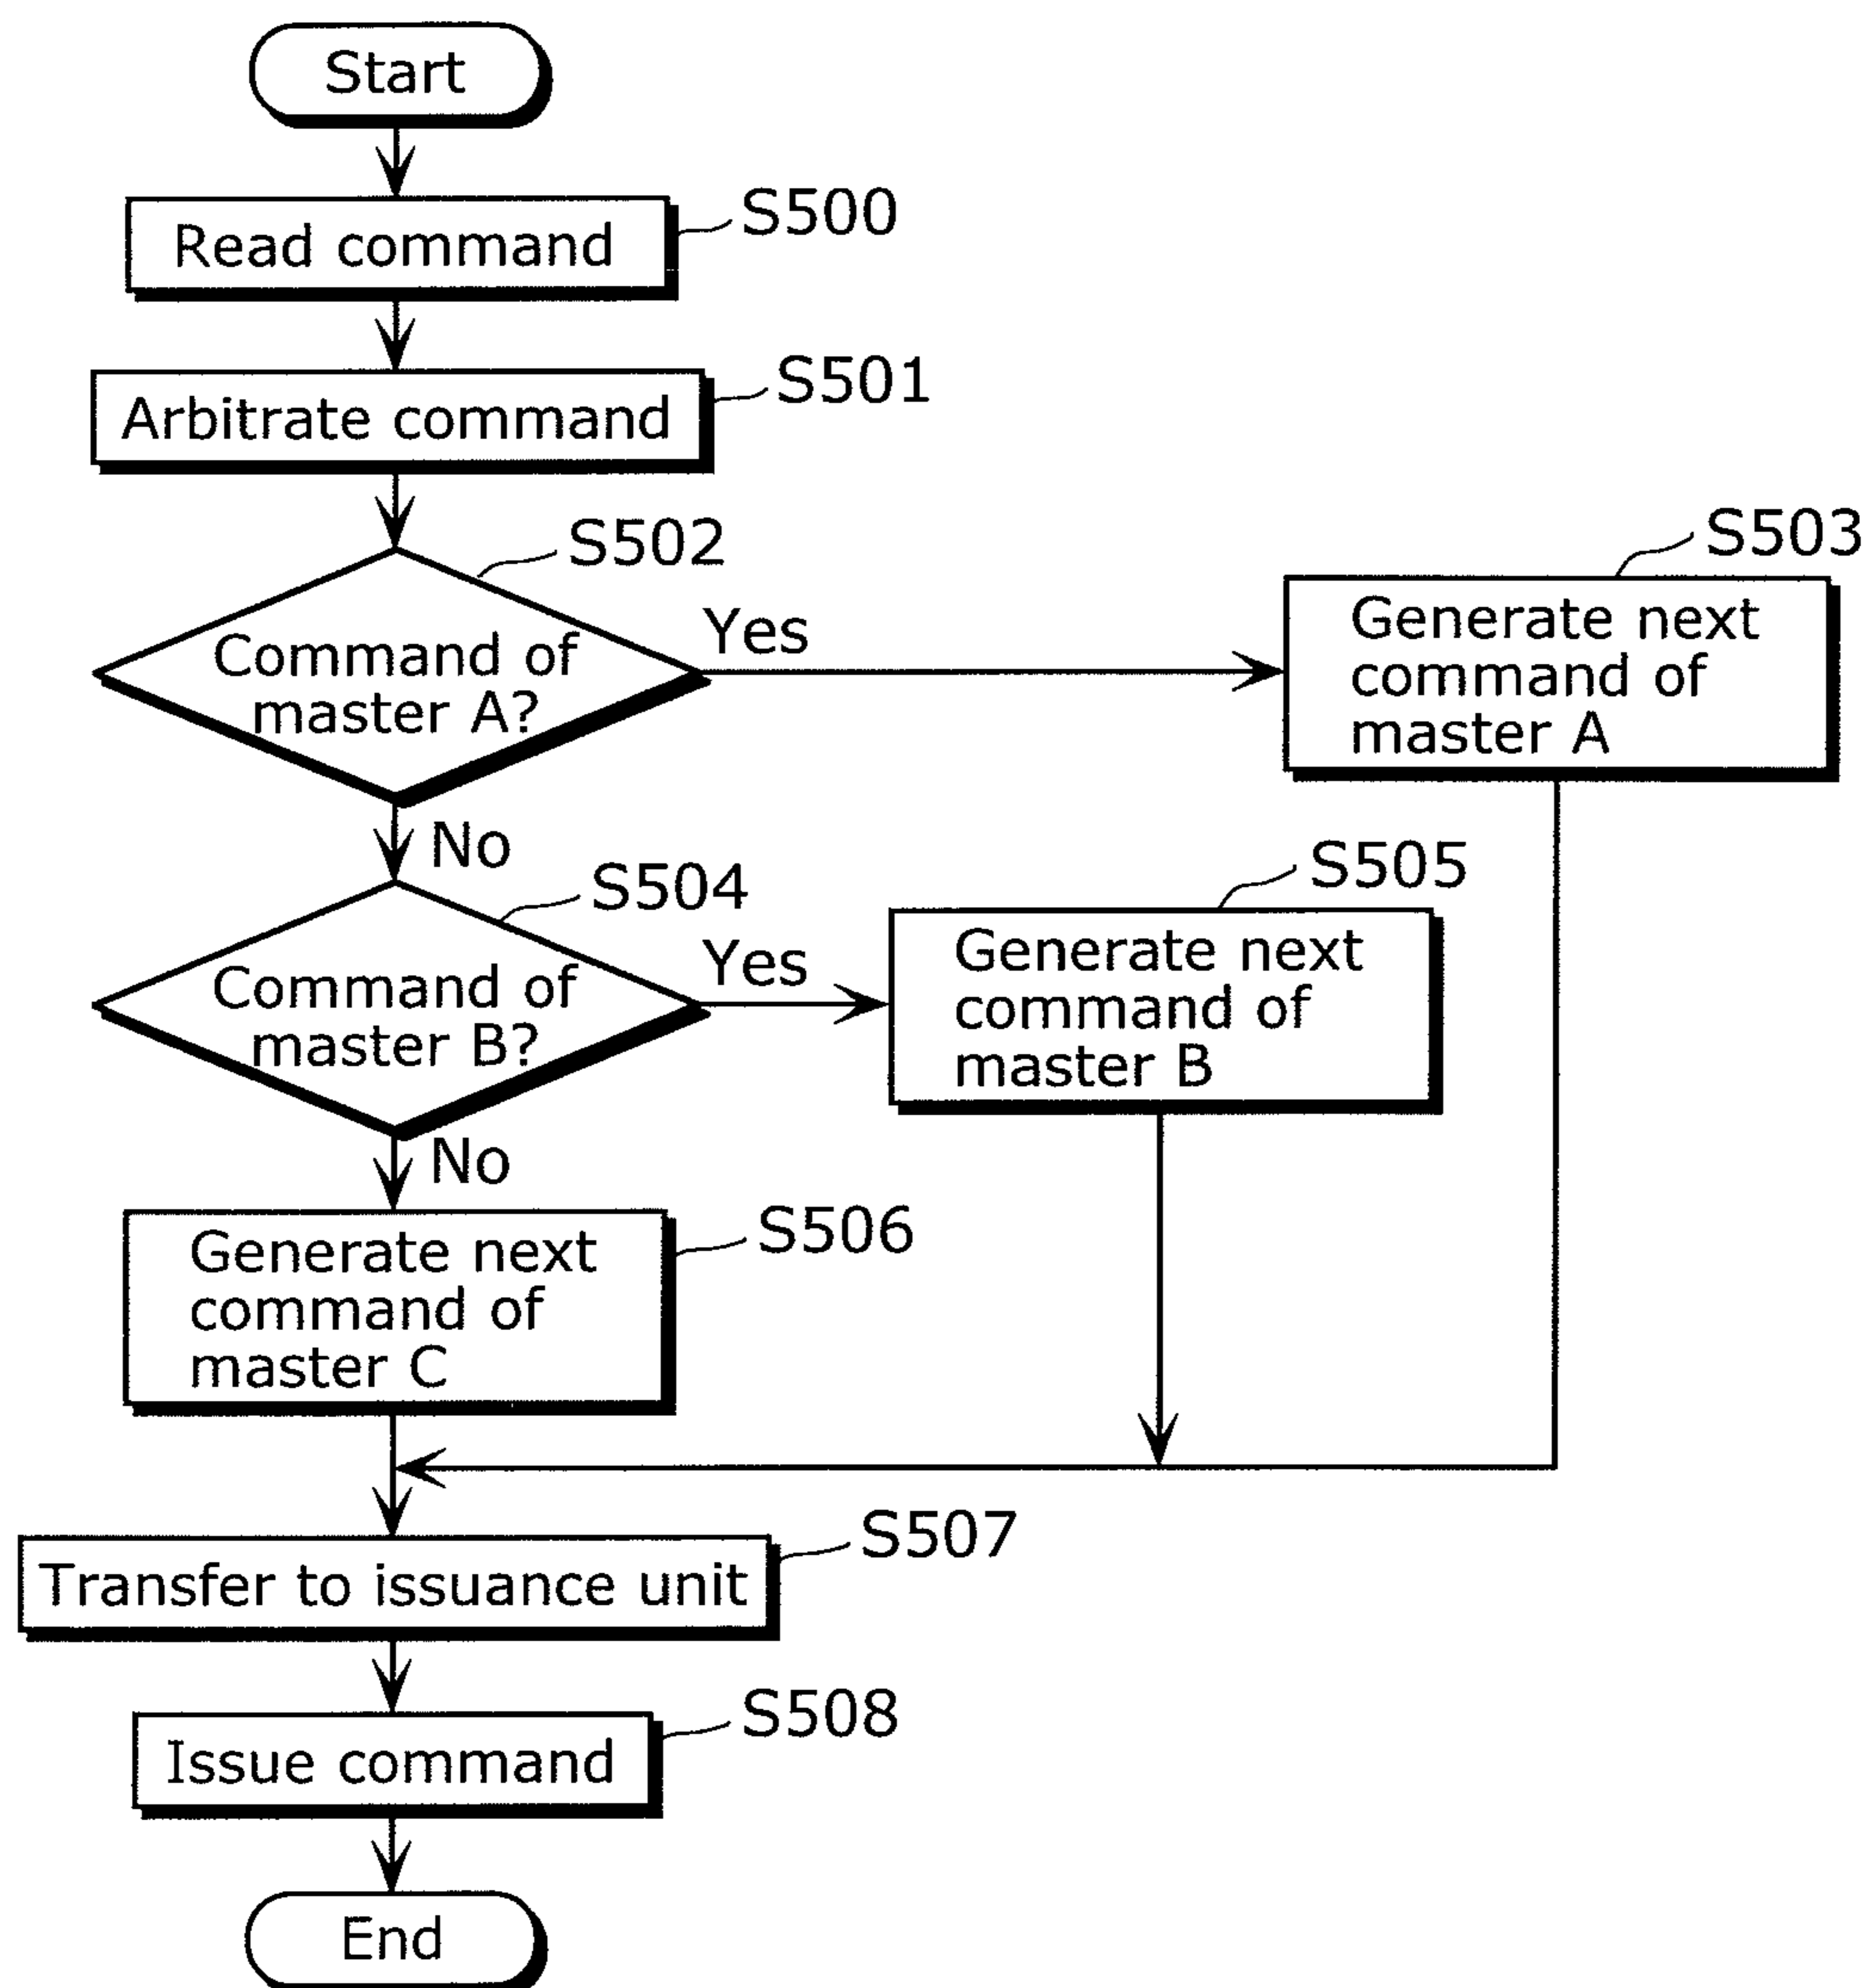 Start
S500
Read command
S501
Arbitrate command
S502
S503
Command of
master A?
Yes
Generate next
command of
master A
No
S504
S505
Command of
master B?
Yes
Generate next
command of
master B
No
S506
Generate next
command of
master C
S507
Transfer to issuance unit
S508
Issue command
End